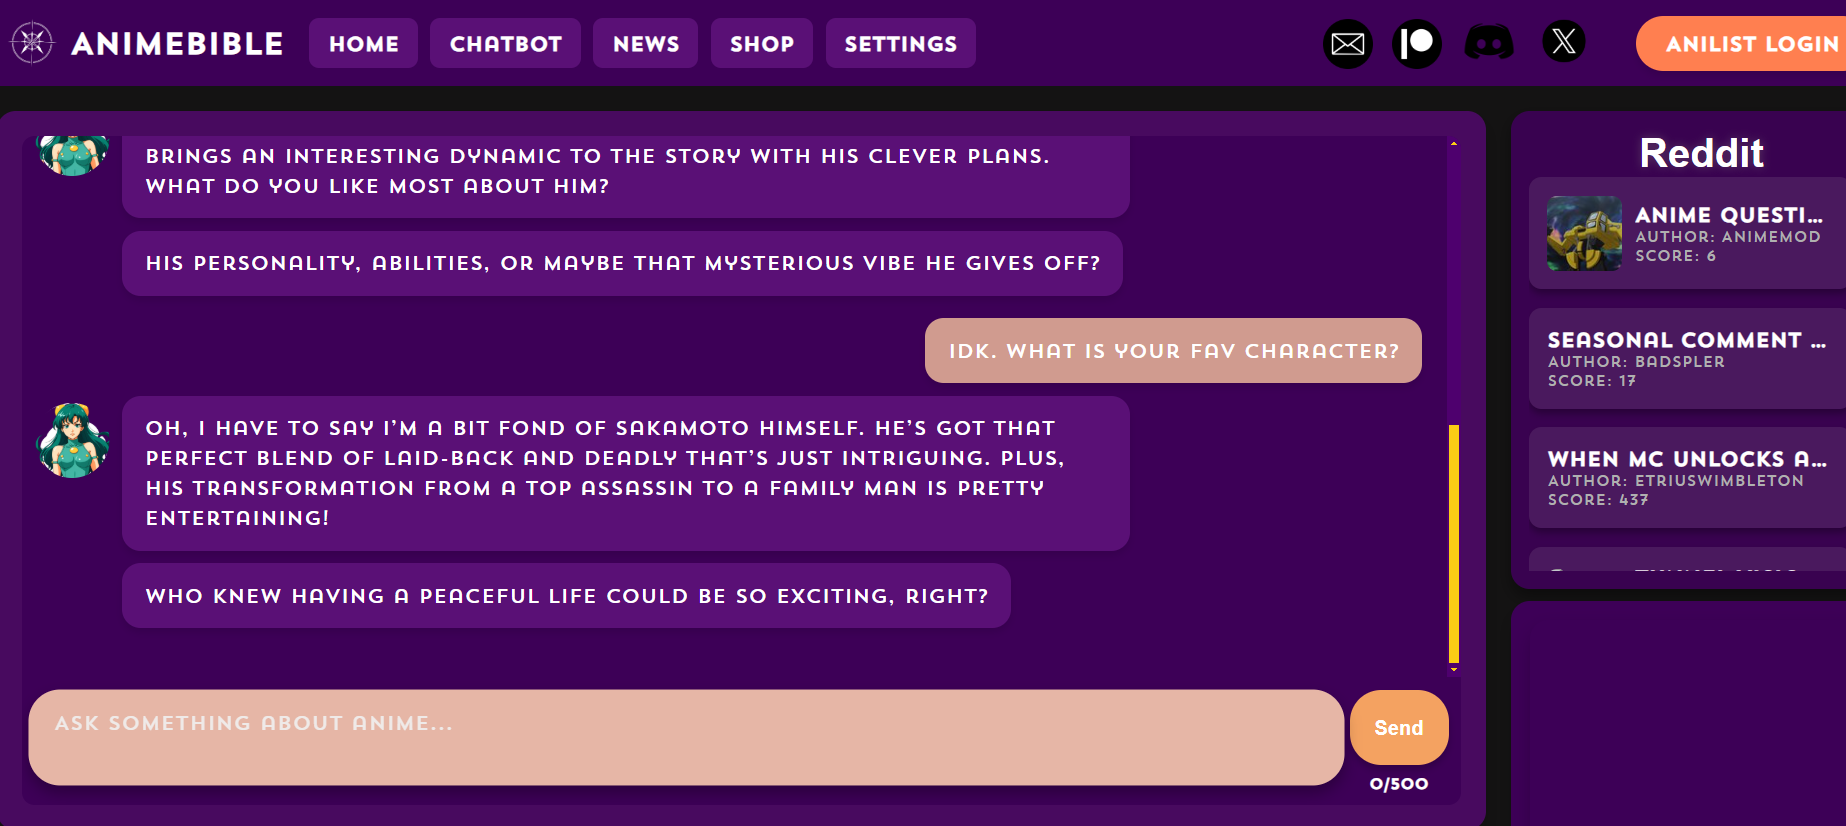 ANIMEBIBLE
HOME
CHATBOT
NEWS
SHOP
SETTINGS
ANILIST LOGIN
BRINGS AN INTERESTING DYNAMIC TO THE STORY WITH HIS CLEVER PLANS.
WHAT DO YOU LIKE MOST ABOUT HIM?
HIS PERSONALITY, ABILITIES, OR MAYBE THAT MYSTERIOUS VIBE HE GIVES OFF?
IDK. WHAT IS YOUR FAV CHARACTER?
OH, I HAVE TO SAY I'M A BIT FOND OF SAKAMOTO HIMSELF. HE'S GOT THAT
PERFECT BLEND OF LAID-BACK AND DEADLY THAT'S JUST INTRIGUING. PLUS,
HIS TRANSFORMATION FROM A TOP ASSASSIN TO A FAMILY MAN IS PRETTY
ENTERTAINING!
WHO KNEW HAVING A PEACEFUL LIFE COULD BE SO EXCITING, RIGHT?
ASK SOMETHING ABOUT ANIME...
Send
0/500
Reddit
ANIME QUESTI...
AUTHOR: ANIMEMOD
SCORE: 6
SEASONAL COMMENT ...
AUTHOR: BADSPLER
SCORE: 17
WHEN MC UNLOCKS A...
AUTHOR: ETRIUSWIMBLETON
SCORE: 437